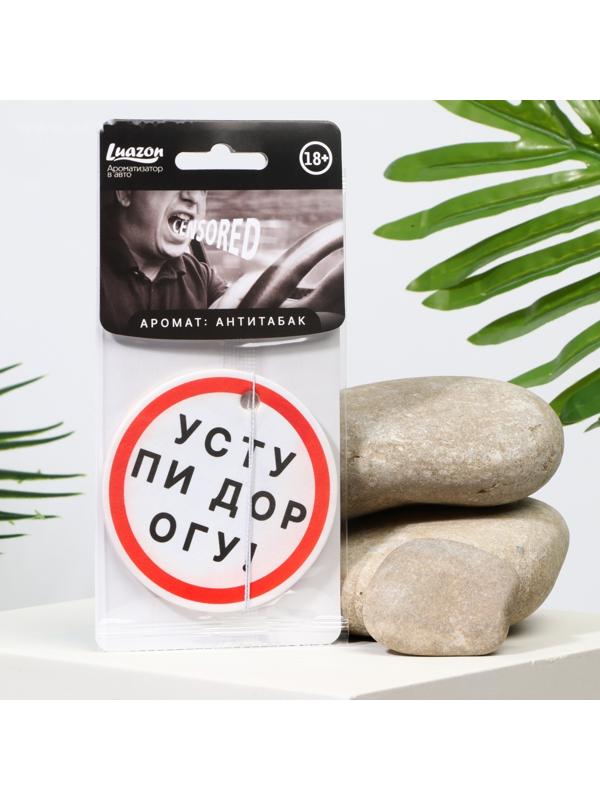 Luazon
Ароматизатор
в авто
18+
CENSORED
АРОМАТ: АНТИТАБАК
УСТУ
ПИ ДОР
ОГУ!